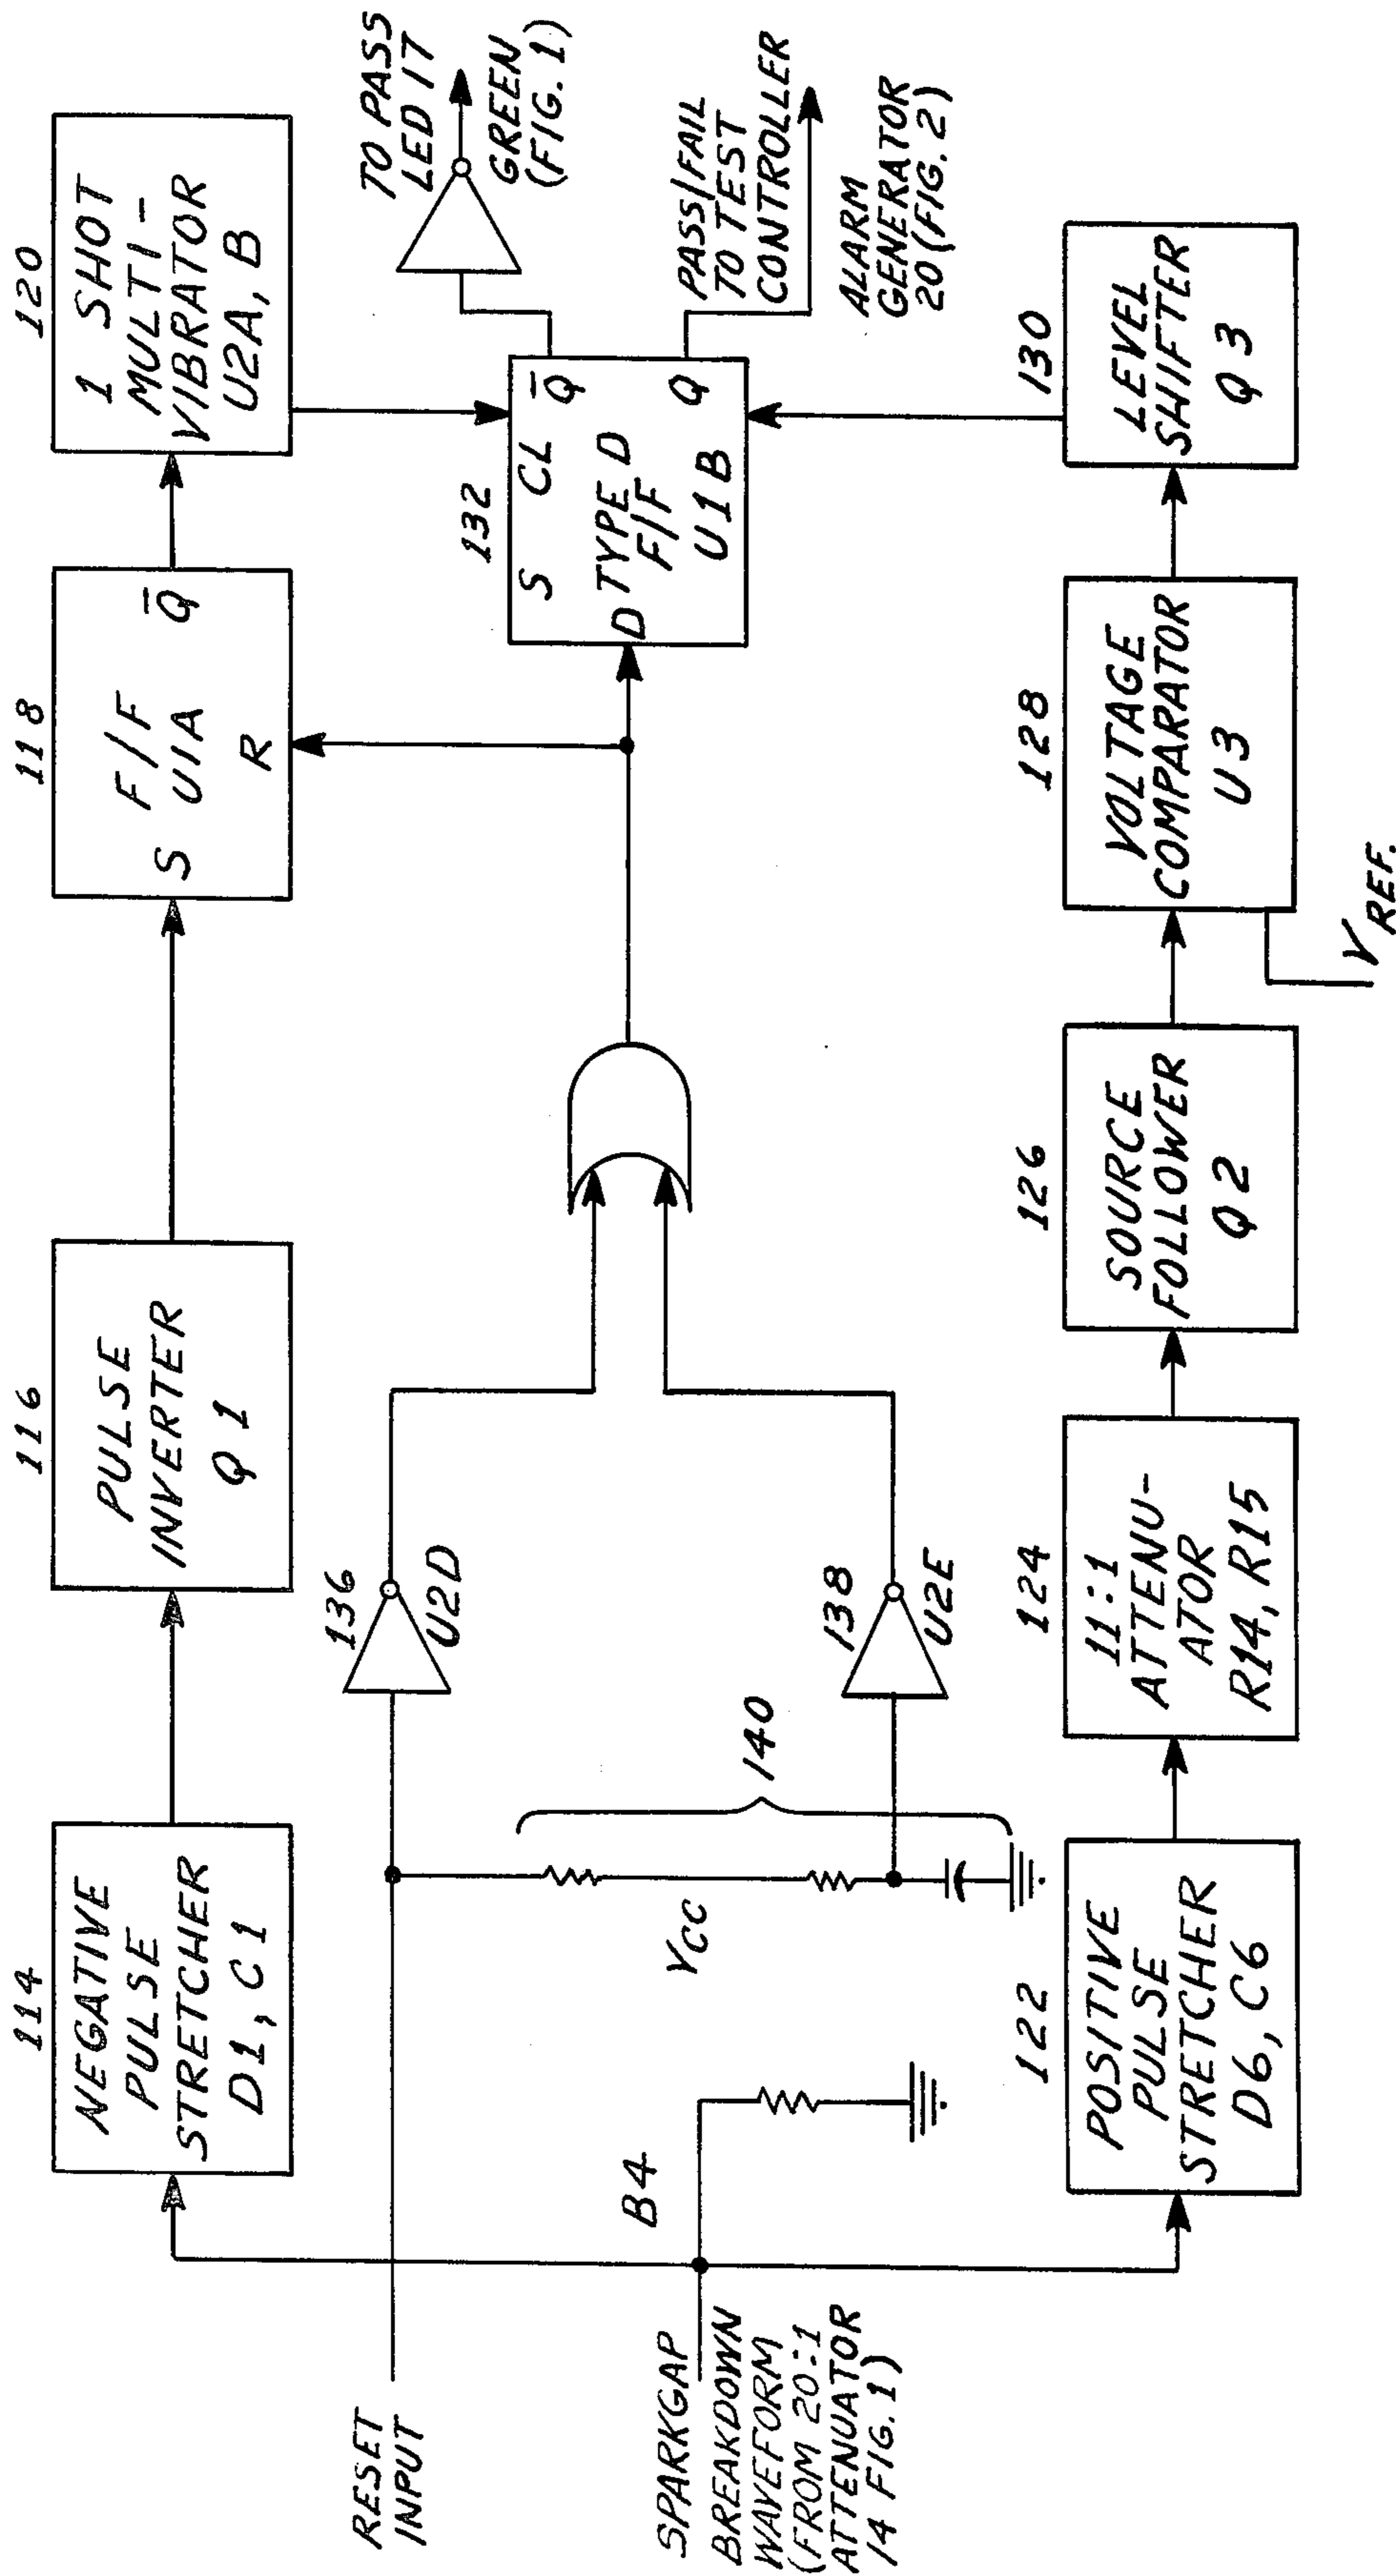 114
NEGATIVE
PULSE
STRETCHER
D1, C1
116
PULSE
INVERTER
Q1
118
S F/F Q̅
U1A
R
120
1 SHOT
MULTI-
VIBRATOR
U2A, B
RESET
INPUT
136
U2D
TO PASS
LED 17
GREEN
(FIG. 1)
132
S CL Q̅
D TYPE D
F/F
U1B Q
PASS/FAIL
TO TEST
CONTROLLER
ALARM
GENERATOR
20 (FIG. 2)
SPARKGAP
BREAKDOWN
WAVEFORM
(FROM 20:1
ATTENUATOR
14 FIG. 1)
B4
VCC
140
138
U2E
122
POSITIVE
PULSE
STRETCHER
D6, C6
124
11:1
ATTENU-
ATOR
R14, R15
126
SOURCE
FOLLOWER
Q2
128
VOLTAGE
COMPARATOR
U3
130
LEVEL
SHIFTER
Q3
VREF.